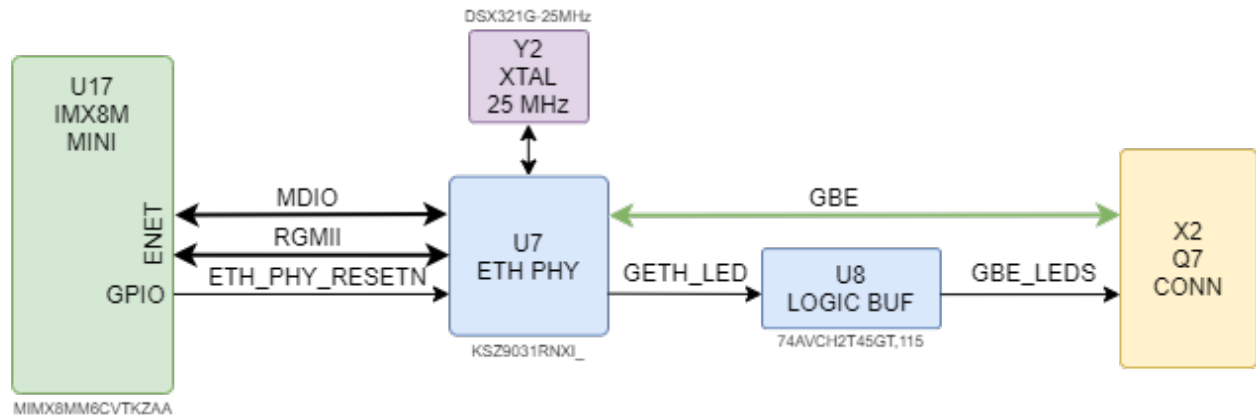 DSX321G-25MHz
Y2
XTAL
25 MHz
U17
IMX8M
MINI
ENET
GPIO
MIMX8MM6CVTKZAA
MDIO
RGMII
ETH_PHY_RESETN
U7
ETH PHY
KSZ9031RNXI_
GBE
GETH_LED
U8
LOGIC BUF
74AVCH2T45GT,115
GBE_LEDS
X2
Q7
CONN